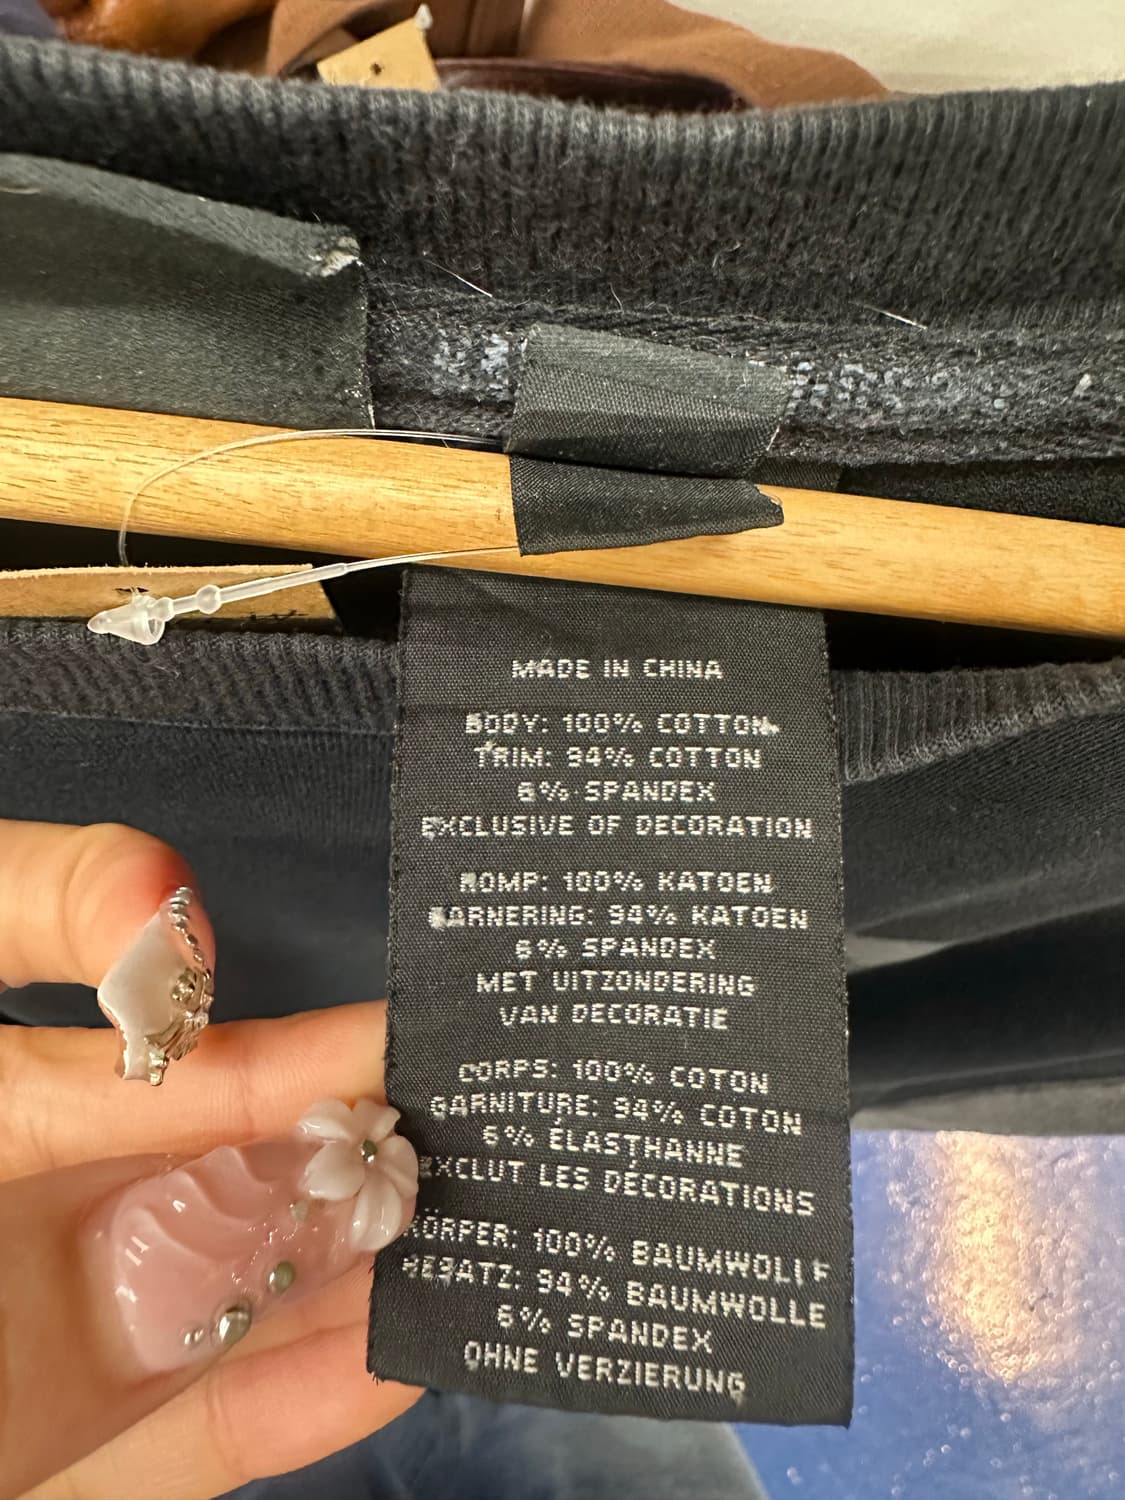 MADE IN CHINA
BODY: 100% COTTON
TRIM: 94% COTTON
6% SPANDEX
EXCLUSIVE OF DECORATION
ROMP: 100% KATOEN
GARNERING: 94% KATOEN
6% SPANDEX
MET UITZONDERING
VAN DECORATIE
CORPS: 100% COTON
GARNITURE: 94% COTON
6% ÉLASTHANNE
EXCLUT LES DÉCORATIONS
KÖRPER: 100% BAUMWOLLE
BESATZ: 94% BAUMWOLLE
6% SPANDEX
OHNE VERZIERUNG